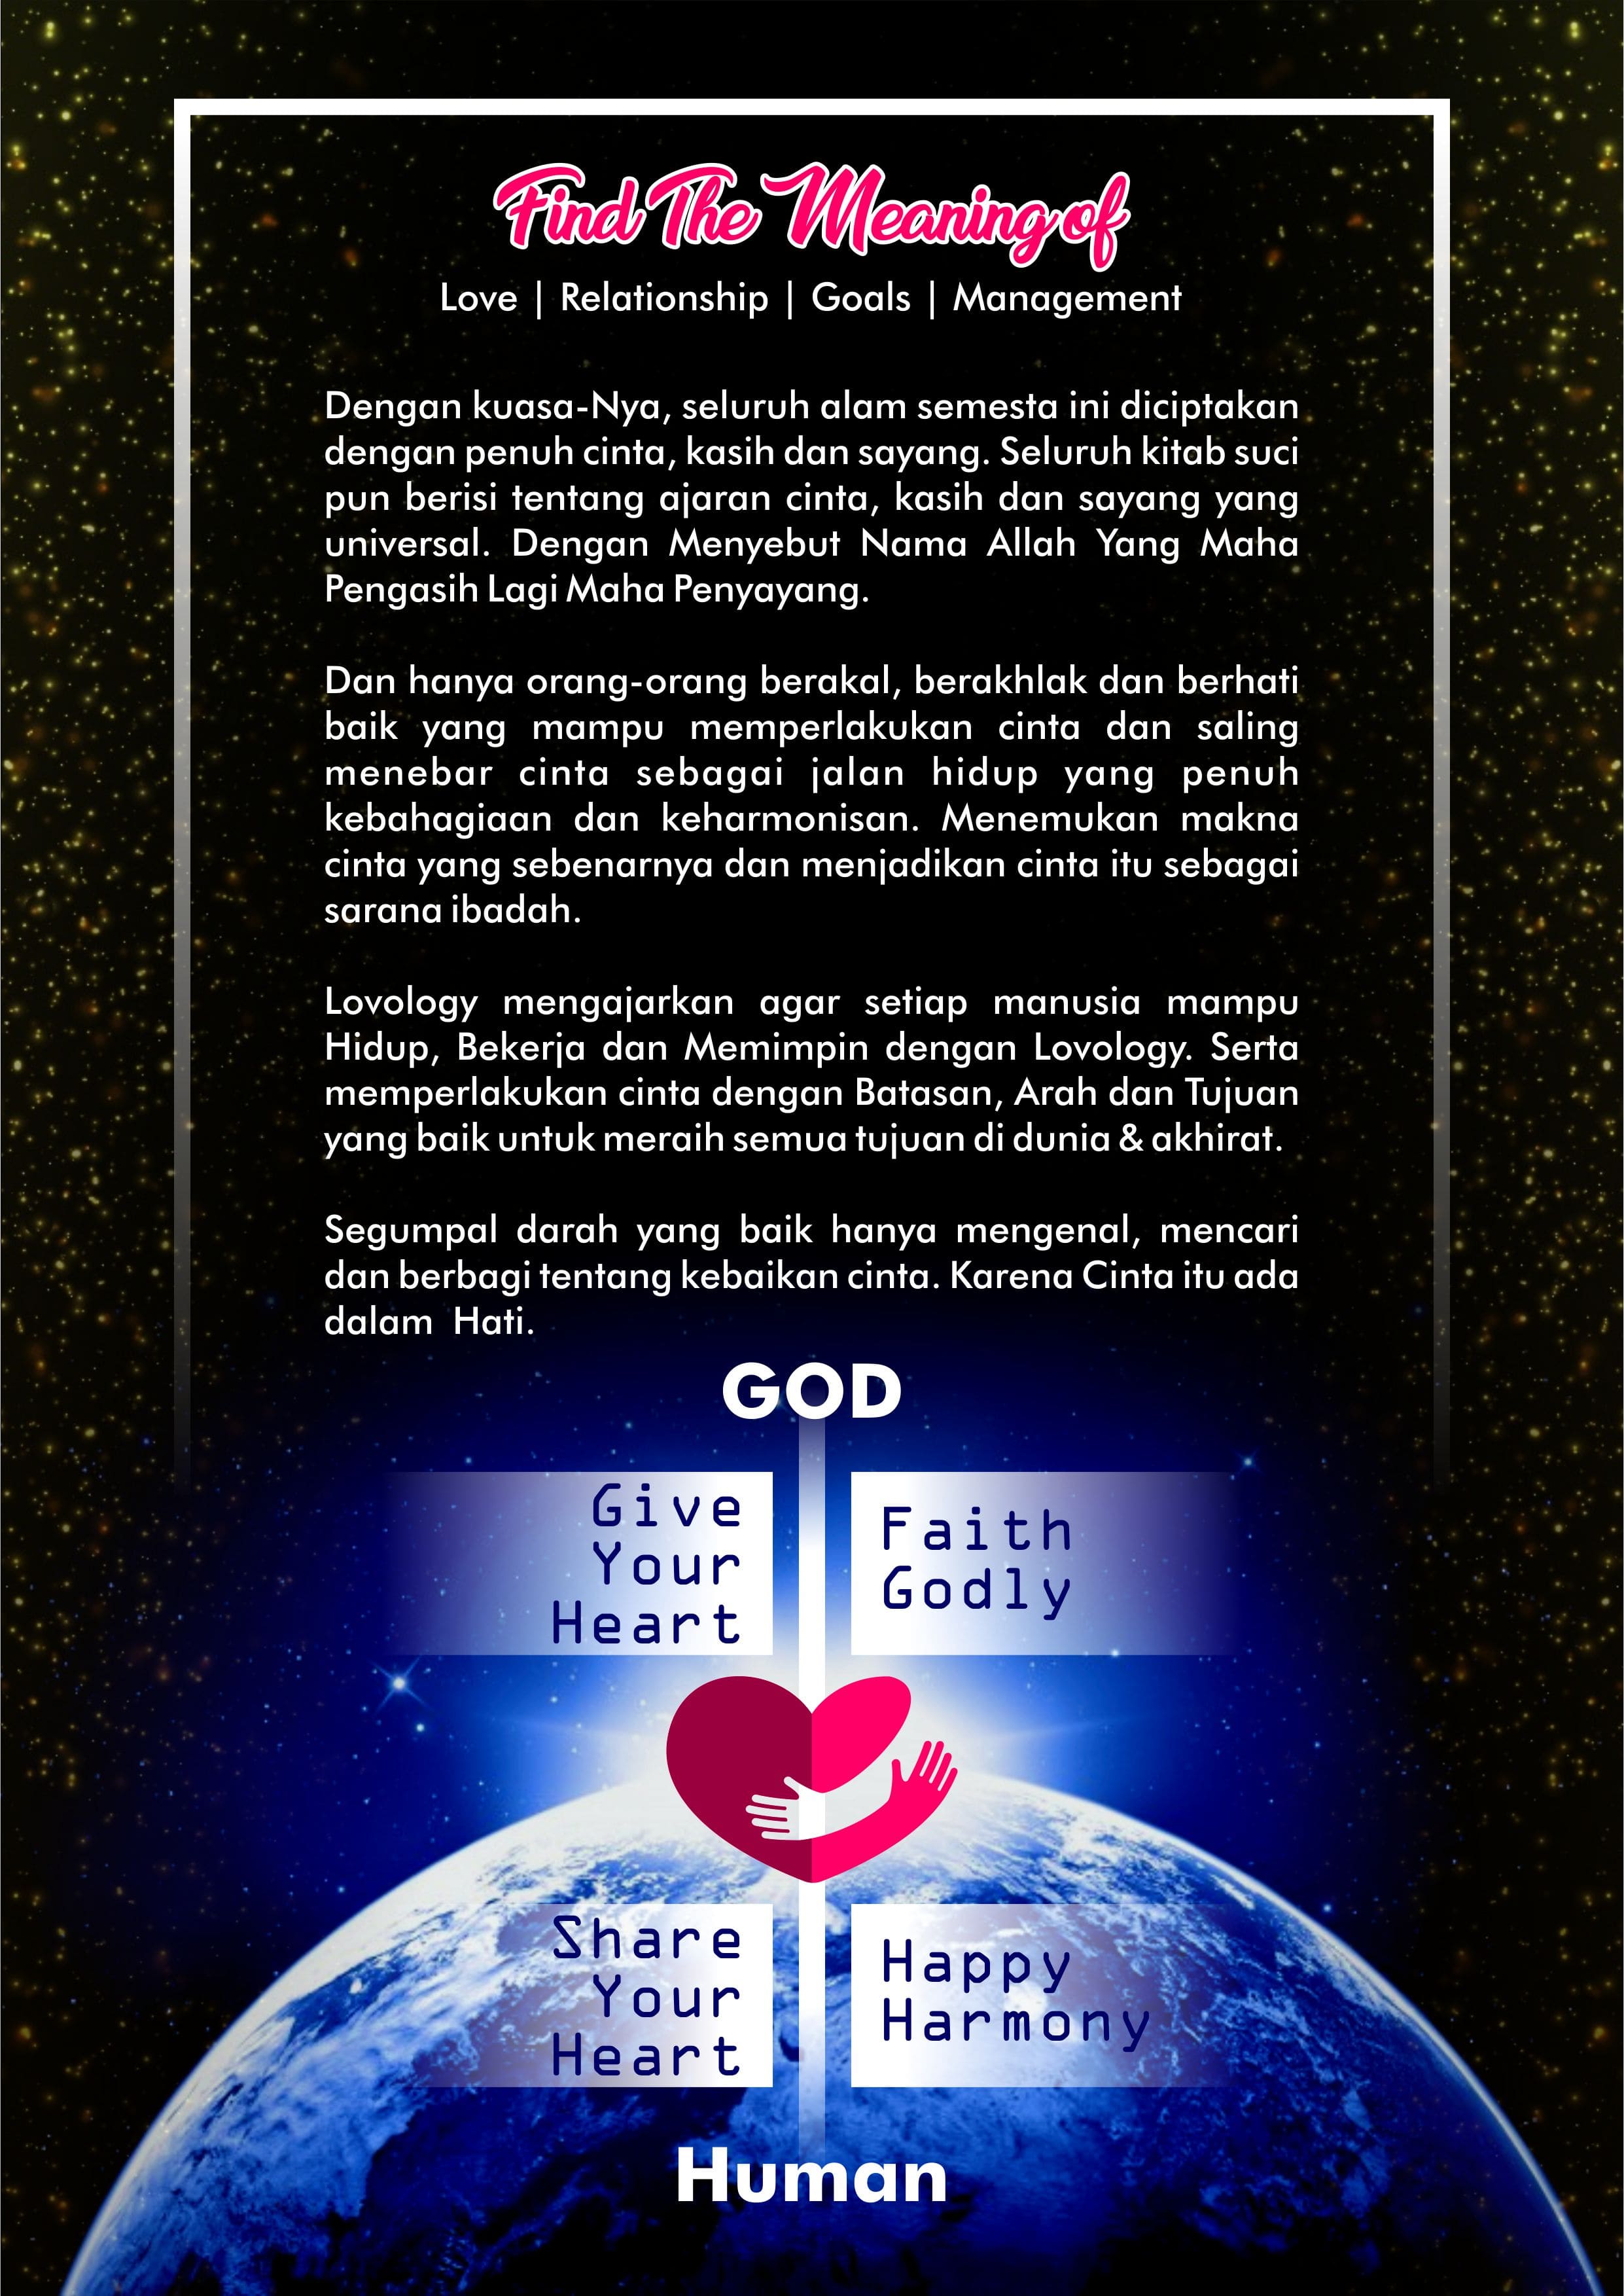 Find The Meaning of
Love | Relationship | Goals | Management
Dengan kuasa-Nya, seluruh alam semesta ini diciptakan
dengan penuh cinta, kasih dan sayang. Seluruh kitab suci
pun berisi tentang ajaran cinta, kasih dan sayang yang
universal. Dengan Menyebut Nama Allah Yang Maha
Pengasih Lagi Maha Penyayang.
Dan hanya orang-orang berakal, berakhlak dan berhati
baik yang mampu memperlakukan cinta dan saling
menebar cinta sebagai jalan hidup yang penuh
kebahagiaan dan keharmonisan. Menemukan makna
cinta yang sebenarnya dan menjadikan cinta itu sebagai
sarana ibadah.
Lovology mengajarkan agar setiap manusia mampu
Hidup, Bekerja dan Memimpin dengan Lovology. Serta
memperlakukan cinta dengan Batasan, Arah dan Tujuan
yang baik untuk meraih semua tujuan di dunia & akhirat.
Segumpal darah yang baik hanya mengenal, mencari
dan berbagi tentang kebaikan cinta. Karena Cinta itu ada
dalam Hati.
GOD
Give
Your
Heart
Faith
Godly
Share
Your
Heart
Happy
Harmony
Human